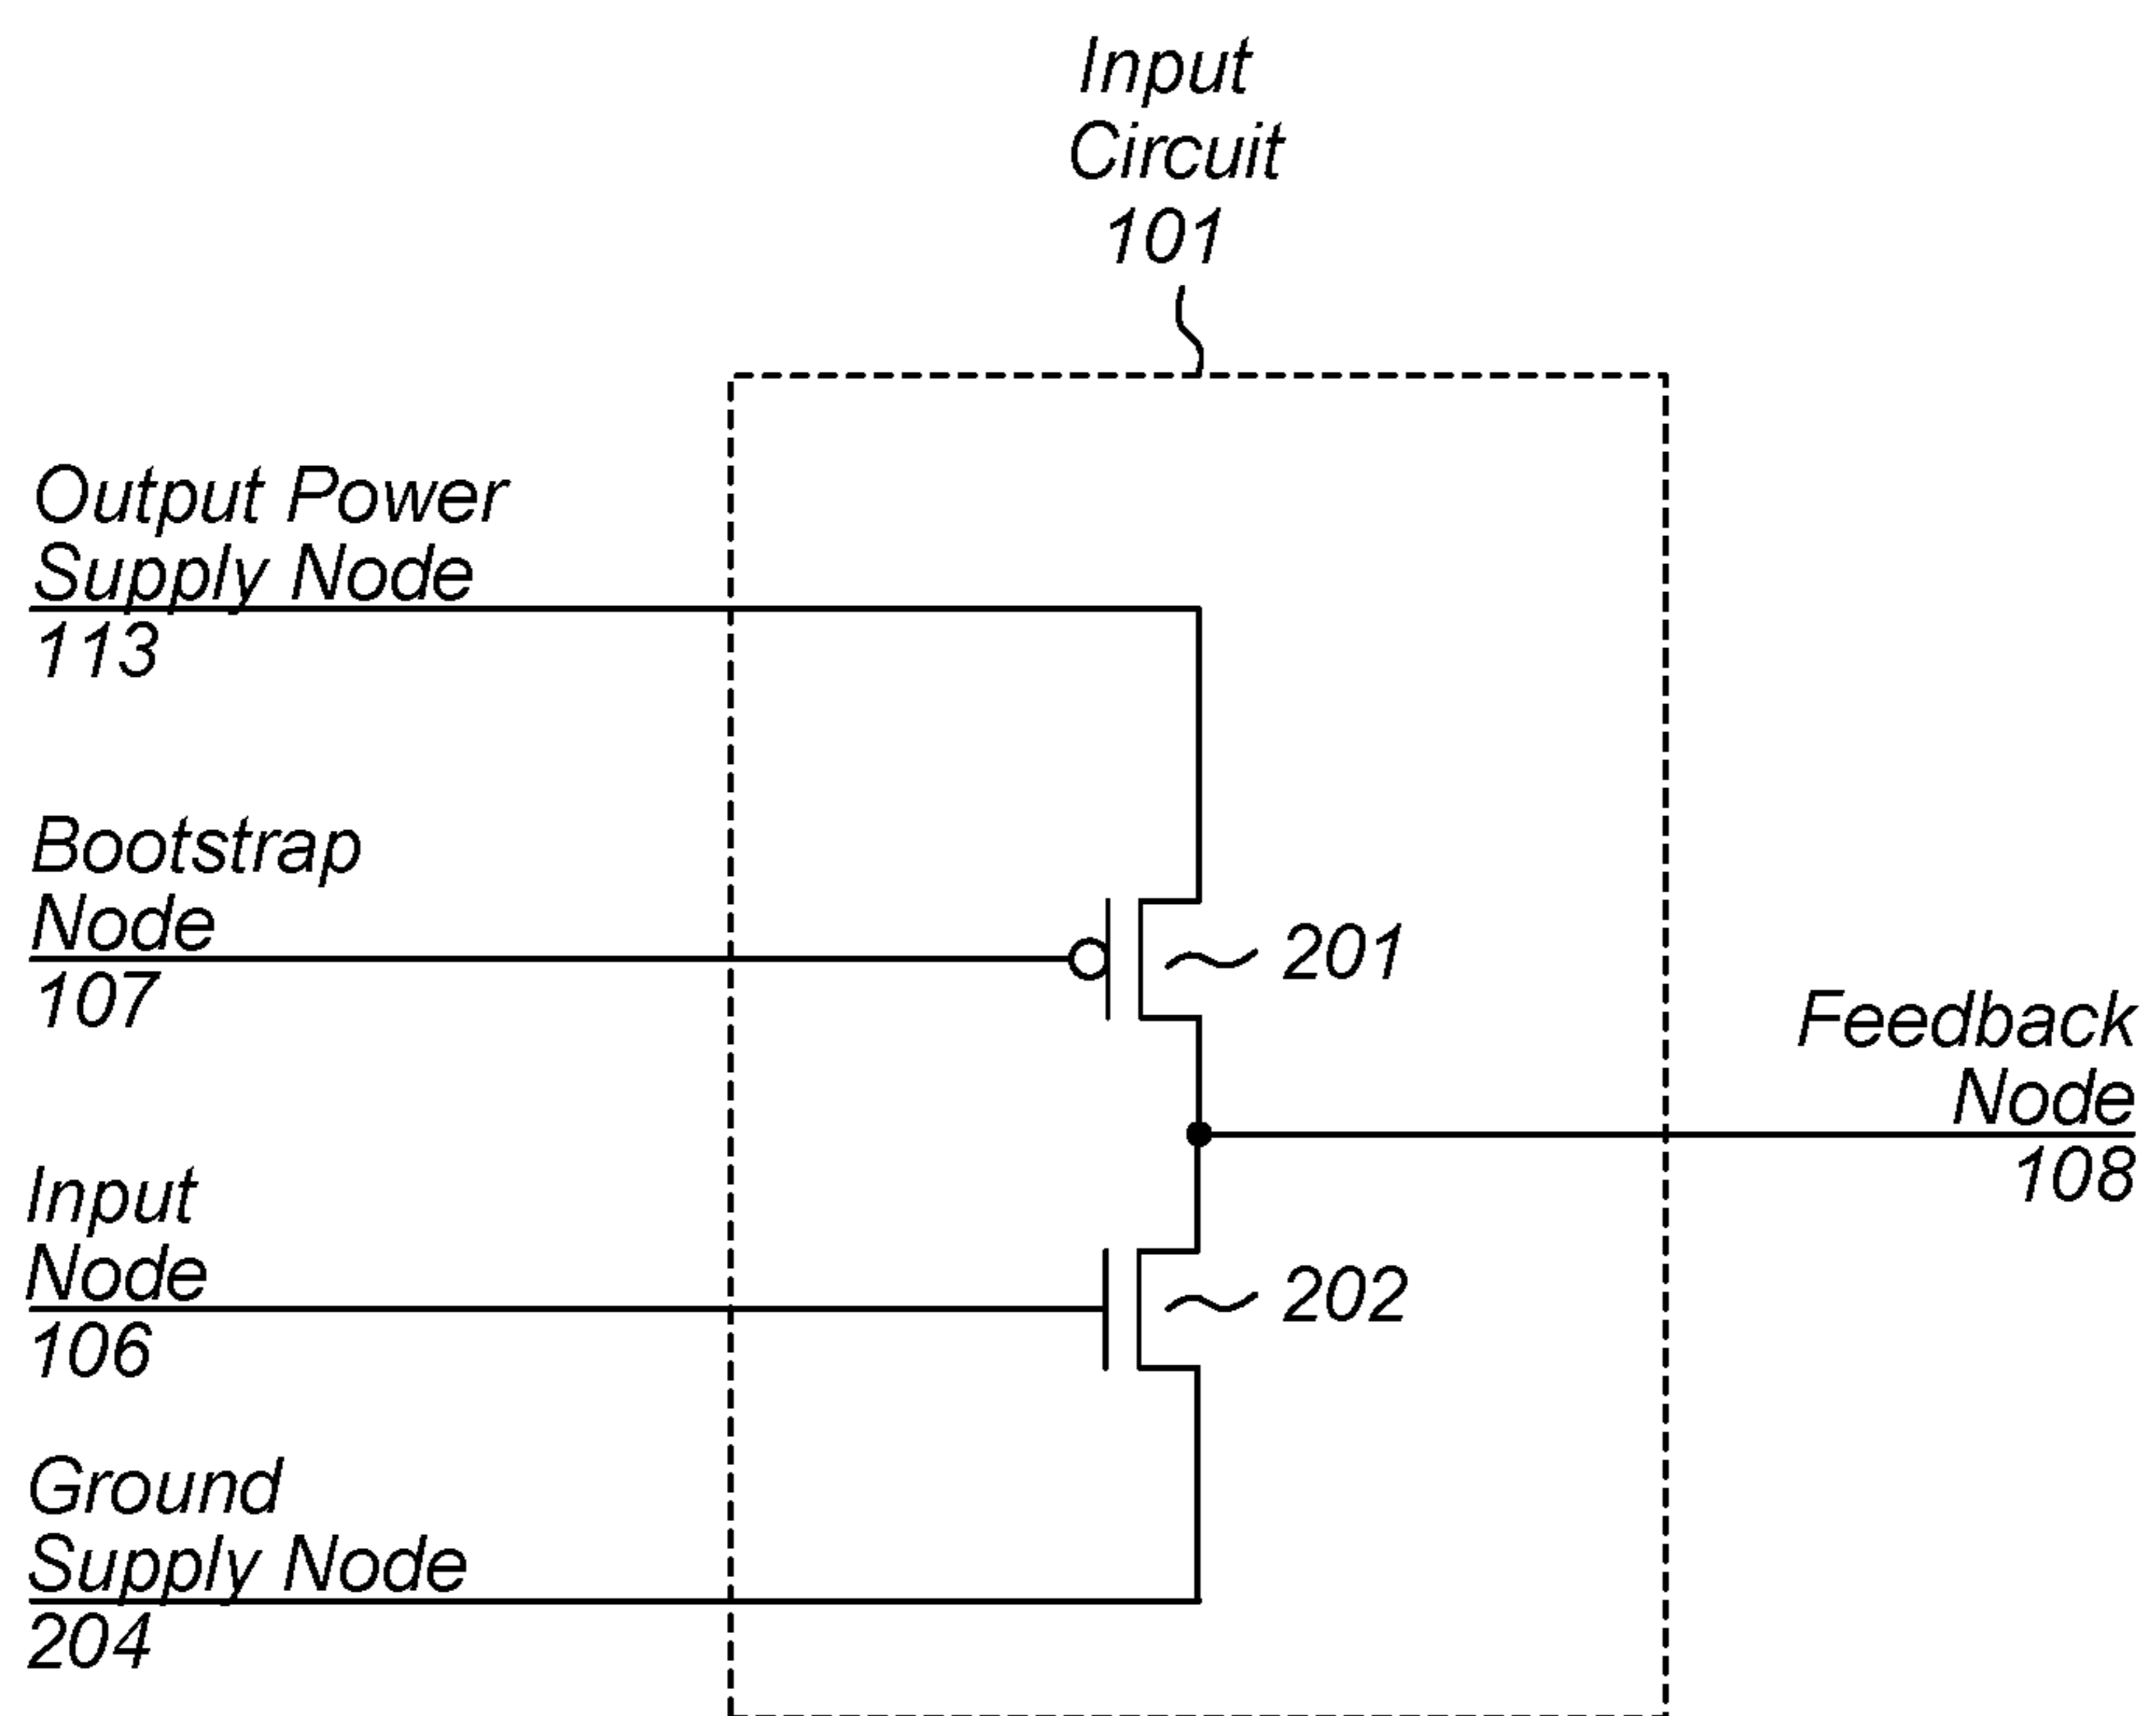 Input
Circuit
101
Output Power
Supply Node
113
Bootstrap
Node
107
201
Feedback
Node
108
Input
Node
106
202
Ground
Supply Node
204